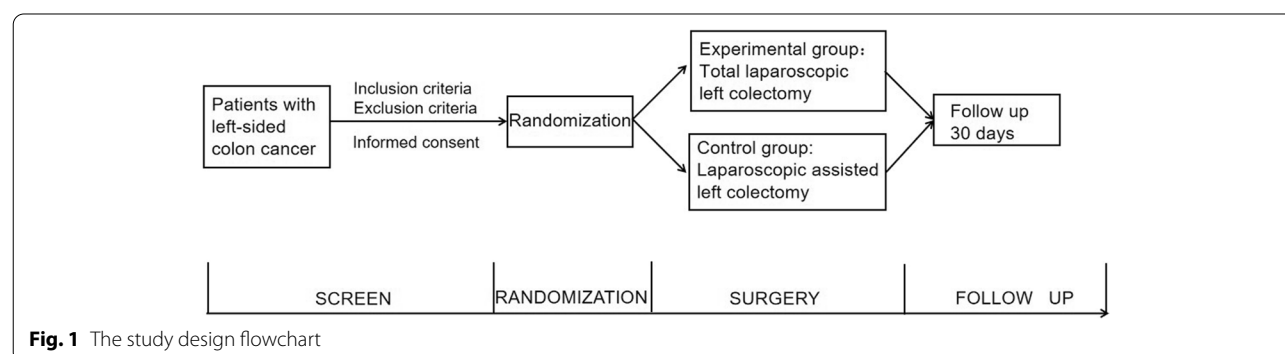 Patients with
left-sided
colon cancer
Inclusion criteria
Exclusion criteria
Informed consent
Randomization
Experimental group：
Total laparoscopic
left colectomy
Control group:
Laparoscopic assisted
left colectomy
Follow up
30 days
SCREEN
RANDOMIZATION
SURGERY
FOLLOW UP
Fig. 1 The study design flowchart